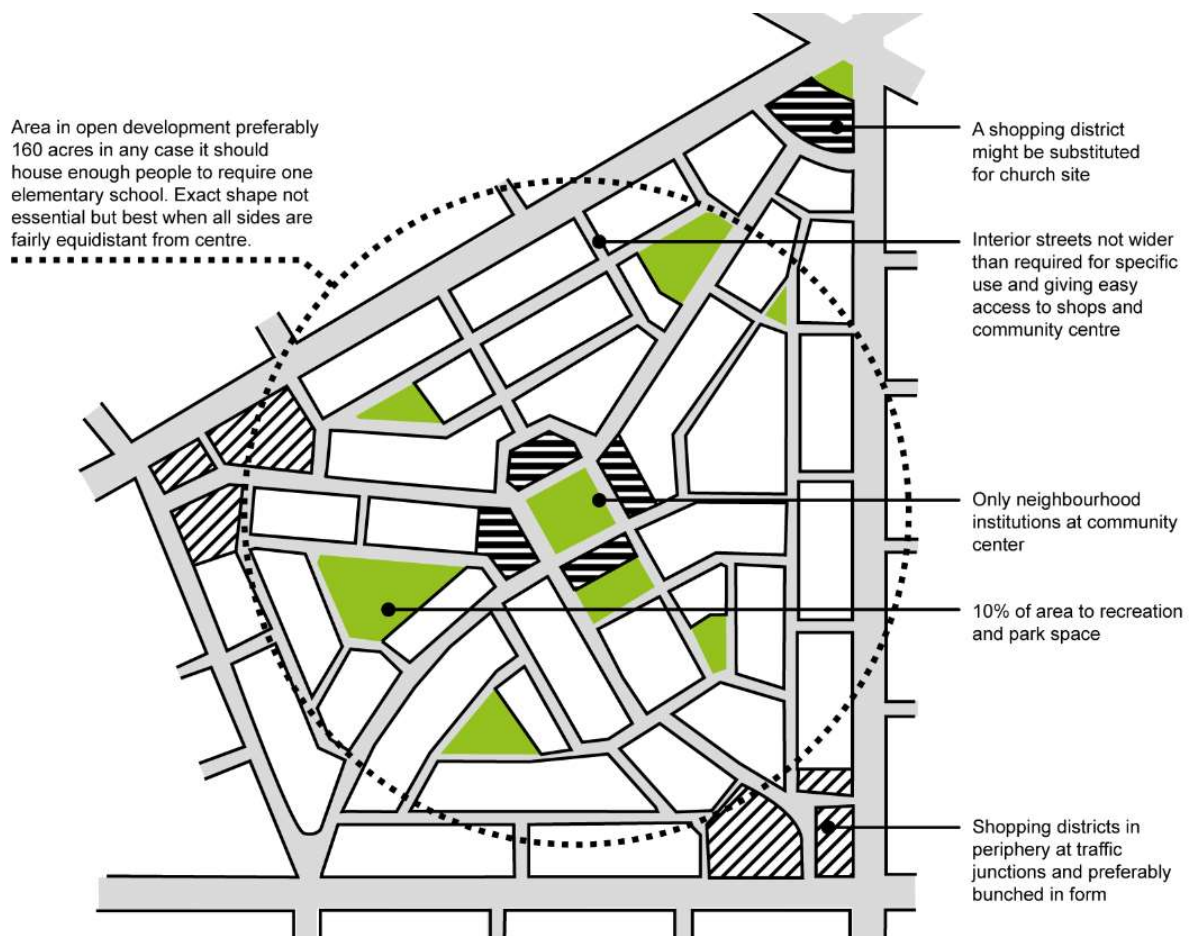 Area in open development preferably
160 acres in any case it should
house enough people to require one
elementary school. Exact shape not
essential but best when all sides are
fairly equidistant from centre.
A shopping district
might be substituted
for church site
Interior streets not wider
than required for specific
use and giving easy
access to shops and
community centre
Only neighbourhood
institutions at community
center
10% of area to recreation
and park space
Shopping districts in
periphery at traffic
junctions and preferably
bunched in form